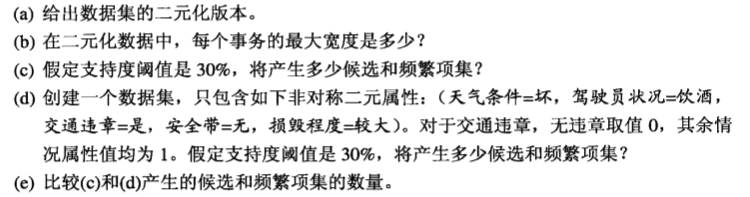 (a) 给出数据集的二元化版本。
(b) 在二元化数据中，每个事务的最大宽度是多少？
(c) 假定支持度阈值是 30%，将产生多少候选和频繁项集？
(d) 创建一个数据集，只包含如下非对称二元属性：（天气条件=坏，驾驶员状况=饮酒，
交通违章=是，安全带=无，损毁程度=较大）。对于交通违章，无违章取值 0，其余情
况属性值均为 1。假定支持度阈值是 30%，将产生多少候选和频繁项集？
(e) 比较(c)和(d)产生的候选和频繁项集的数量。